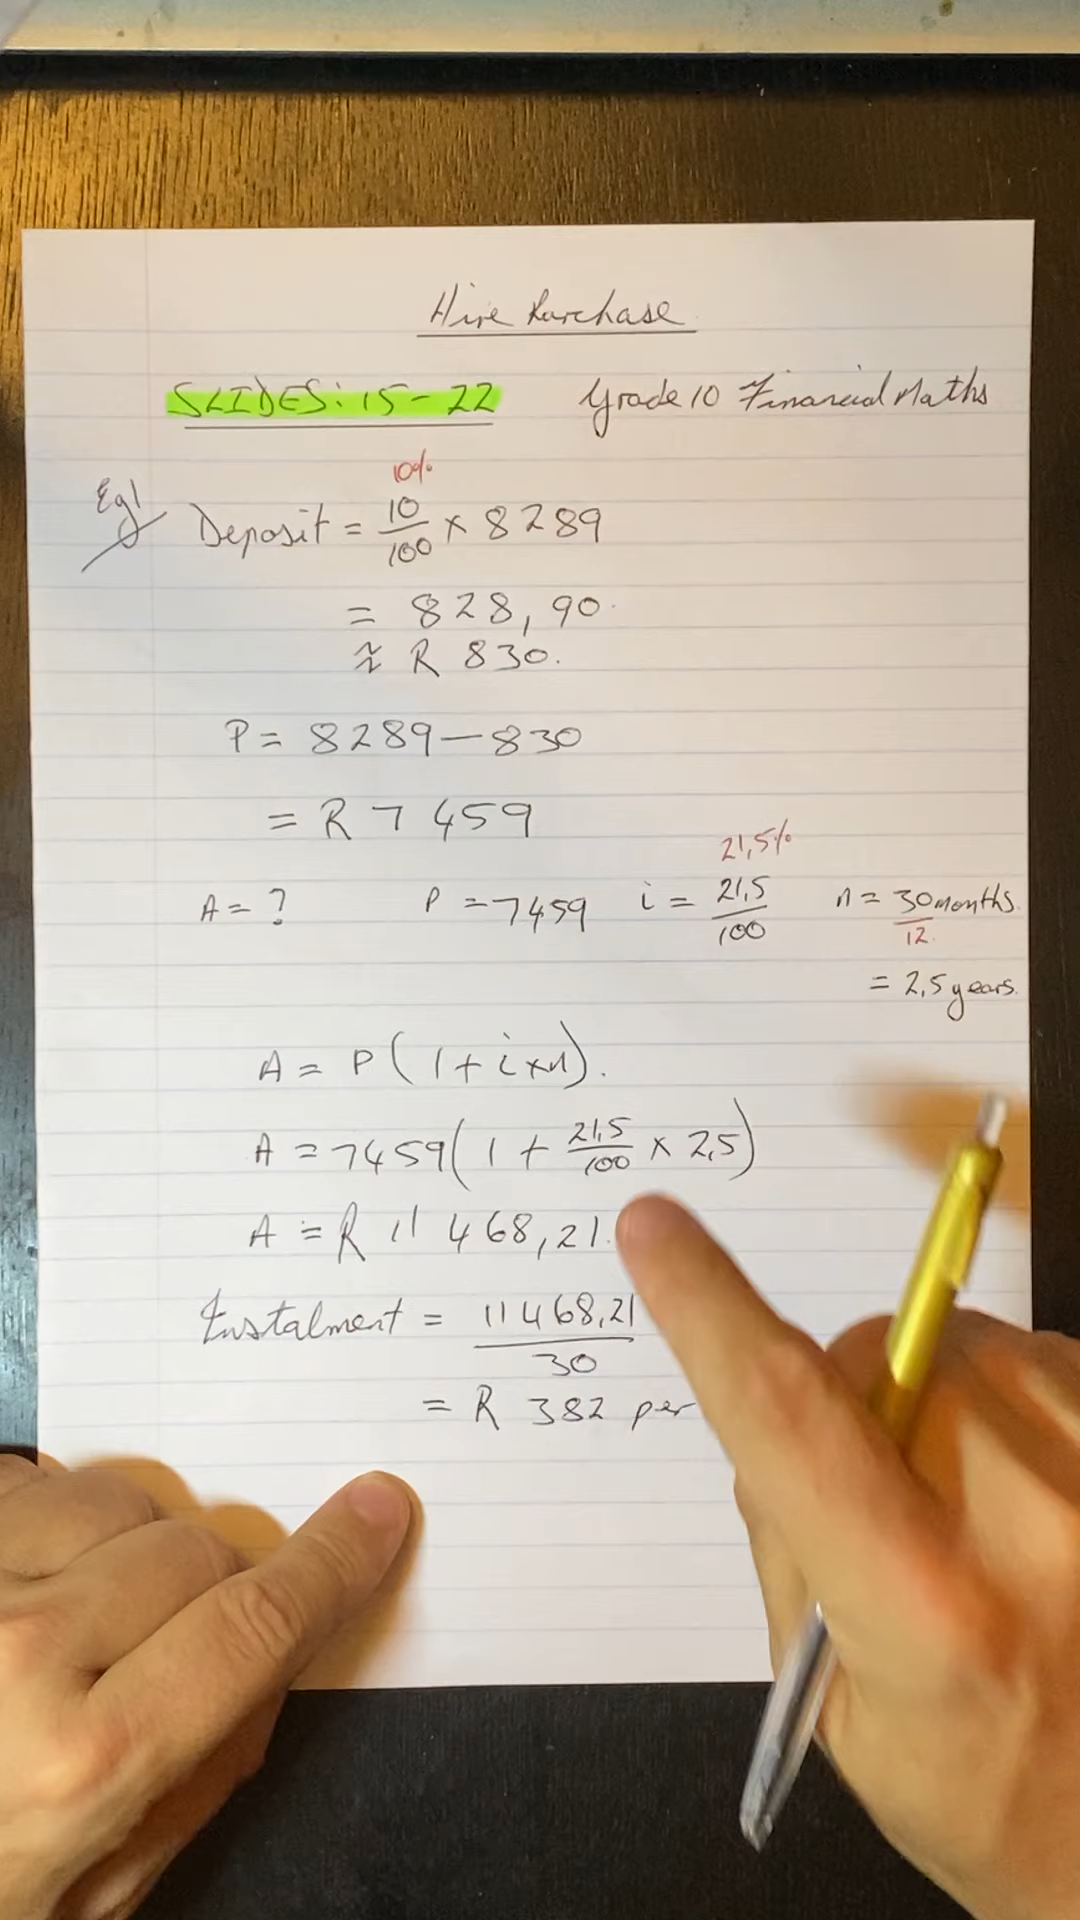 Hire Purchase
SLIDES: 15-22 Grade 10 Financial Maths
10%
Eg1 Deposit = 10/100 × 8289
= 828,90
≈ R 830.
P = 8289 — 830
= R 7 459
21,5%
A = ? P = 7459 i = 21,5/100 n = 30 months/12
= 2,5 years.
A = P(1 + i×n).
A = 7459(1 + 21,5/100 × 2,5)
A = R 11 468,21.
Instalment = 11 468,21/30
= R 382 per